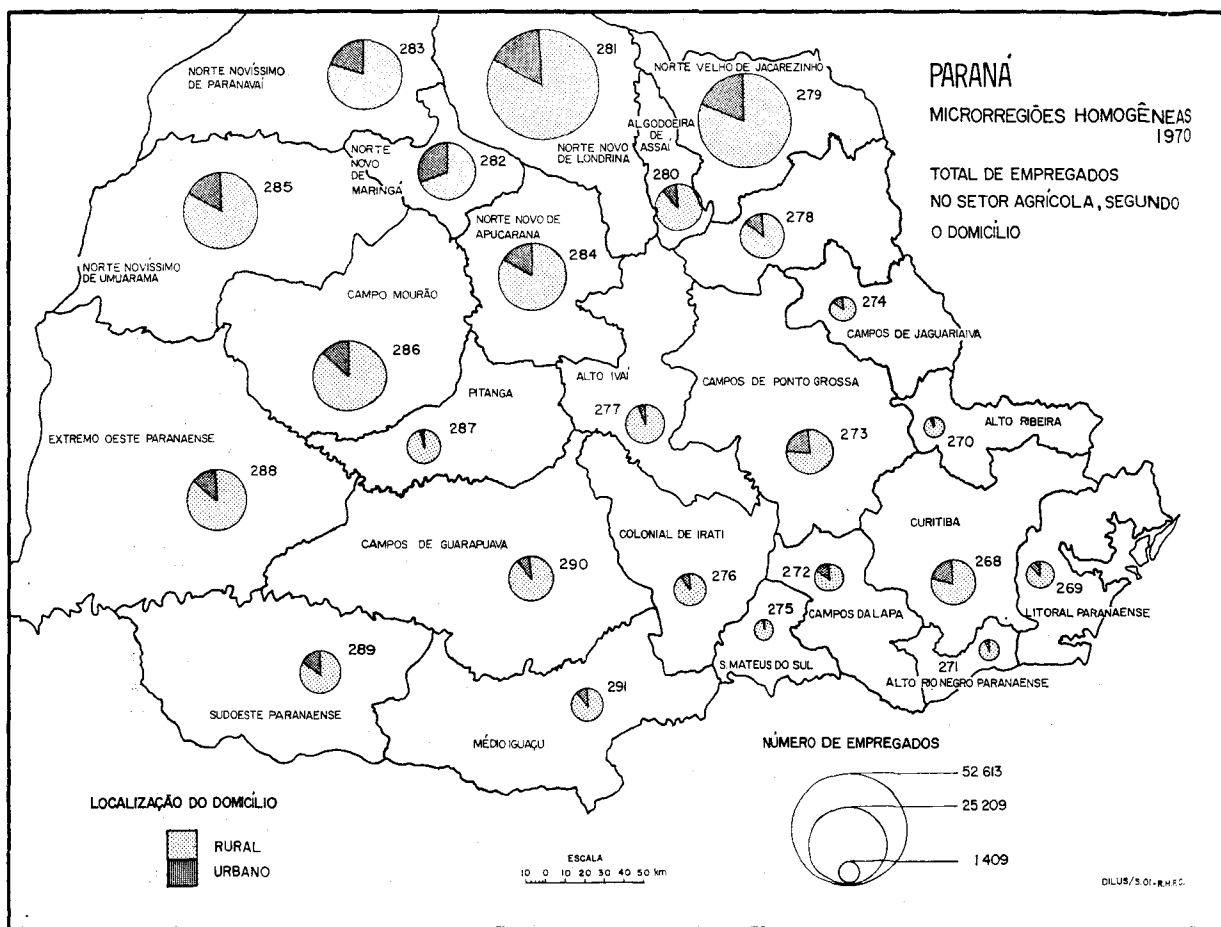 PARANÁ
MICRORREGIÕES HOMOGÊNEAS
1970
TOTAL DE EMPREGADOS
NO SETOR AGRÍCOLA, SEGUNDO
O DOMICÍLIO
283
NORTE NOVÍSSIMO
DE PARANAVAÍ
281
NORTE NOVO
DE LONDRINA
NORTE VELHO DE JACAREZINHO
279
ALGODOEIRA
DE
ASSAÍ
280
NORTE
NOVO
DE
MARINGÁ
282
285
NORTE NOVÍSSIMO
DE UMUARAMA
NORTE NOVO DE
APUCARANA
284
278
CAMPO MOURÃO
286
274
CAMPOS DE JAGUARIAIVA
PITANGA
287
ALTO IVAÍ
277
CAMPOS DE PONTO GROSSA
273
ALTO RIBEIRA
270
EXTREMO OESTE PARANAENSE
288
CAMPOS DE GUARAPUAVA
290
COLONIAL DE IRATI
276
CURITIBA
268
272
CAMPOS DA LAPA
269
LITORAL PARANAENSE
275
S. MATEUS DO SUL
271
ALTO RIO NEGRO PARANAENSE
289
SUDOESTE PARANAENSE
291
MÉDIO IGUAÇU
LOCALIZAÇÃO DO DOMICÍLIO
RURAL
URBANO
ESCALA
10 0 10 20 30 40 50 km
NÚMERO DE EMPREGADOS
52 613
25 209
1 409